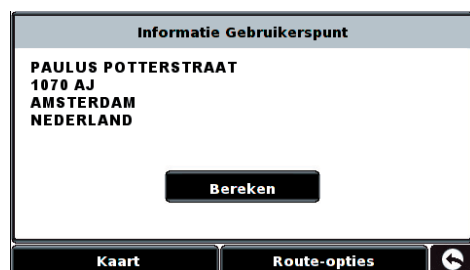 Informatie Gebruikerspunt
PAULUS POTTERSTRAAT
1070 AJ
AMSTERDAM
NEDERLAND
Bereken
Kaart
Route-opties